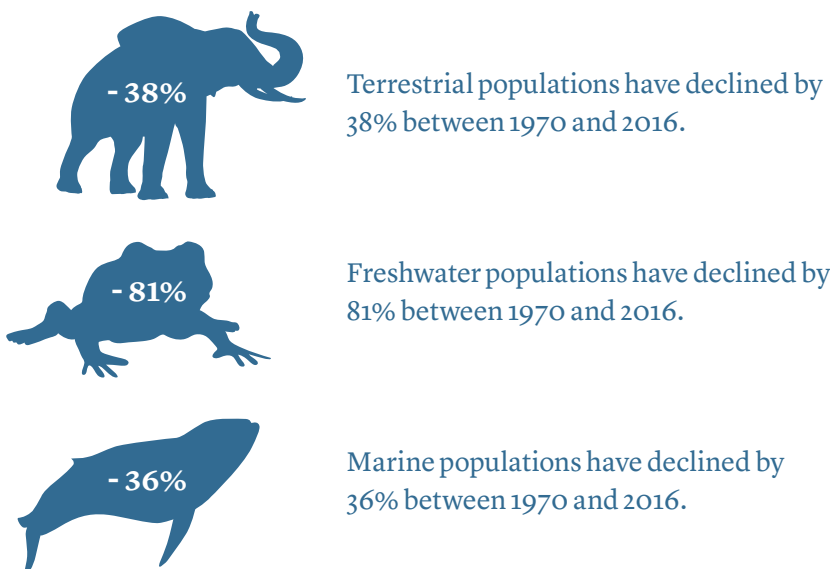 - 38%
Terrestrial populations have declined by
38% between 1970 and 2016.
- 81%
Freshwater populations have declined by
81% between 1970 and 2016.
- 36%
Marine populations have declined by
36% between 1970 and 2016.